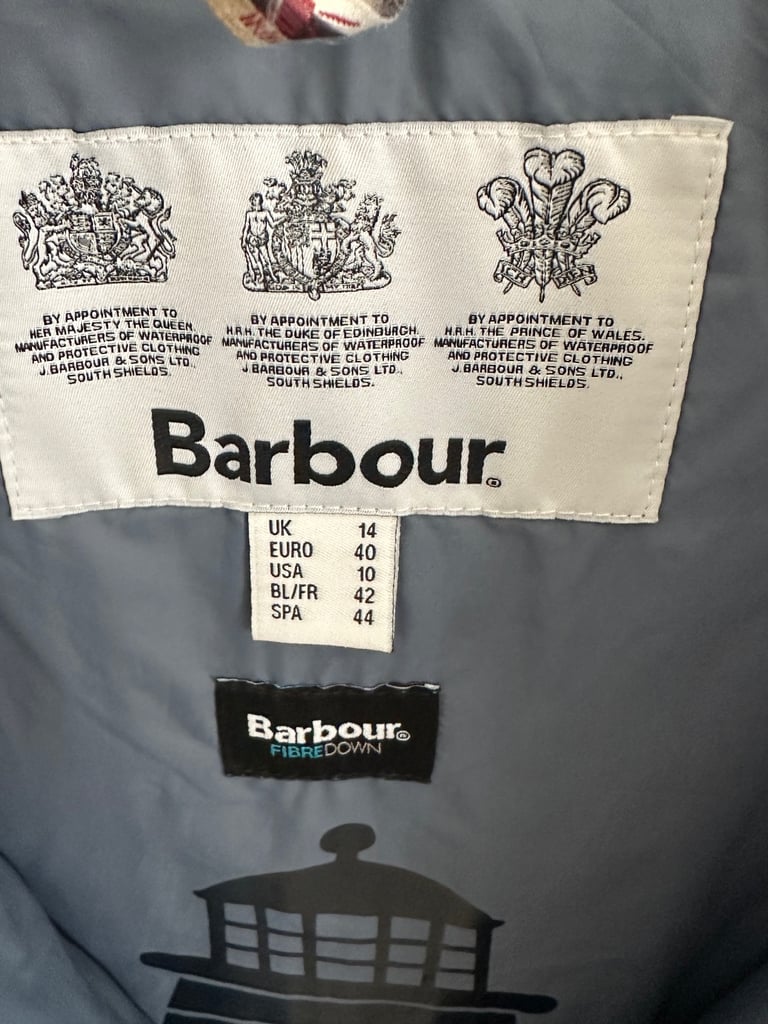 BY APPOINTMENT TO
HER MAJESTY THE QUEEN.
MANUFACTURERS OF WATERPROOF
AND PROTECTIVE CLOTHING
J. BARBOUR & SONS LTD.,
SOUTH SHIELDS.
BY APPOINTMENT TO
H.R.H. THE DUKE OF EDINBURGH.
MANUFACTURERS OF WATERPROOF
AND PROTECTIVE CLOTHING
J. BARBOUR & SONS LTD.,
SOUTH SHIELDS.
BY APPOINTMENT TO
H.R.H. THE PRINCE OF WALES.
MANUFACTURERS OF WATERPROOF
AND PROTECTIVE CLOTHING
J. BARBOUR & SONS LTD.,
SOUTH SHIELDS.
Barbour®
UK 14
EURO 40
USA 10
BL/FR 42
SPA 44
Barbour®
FIBREDOWN